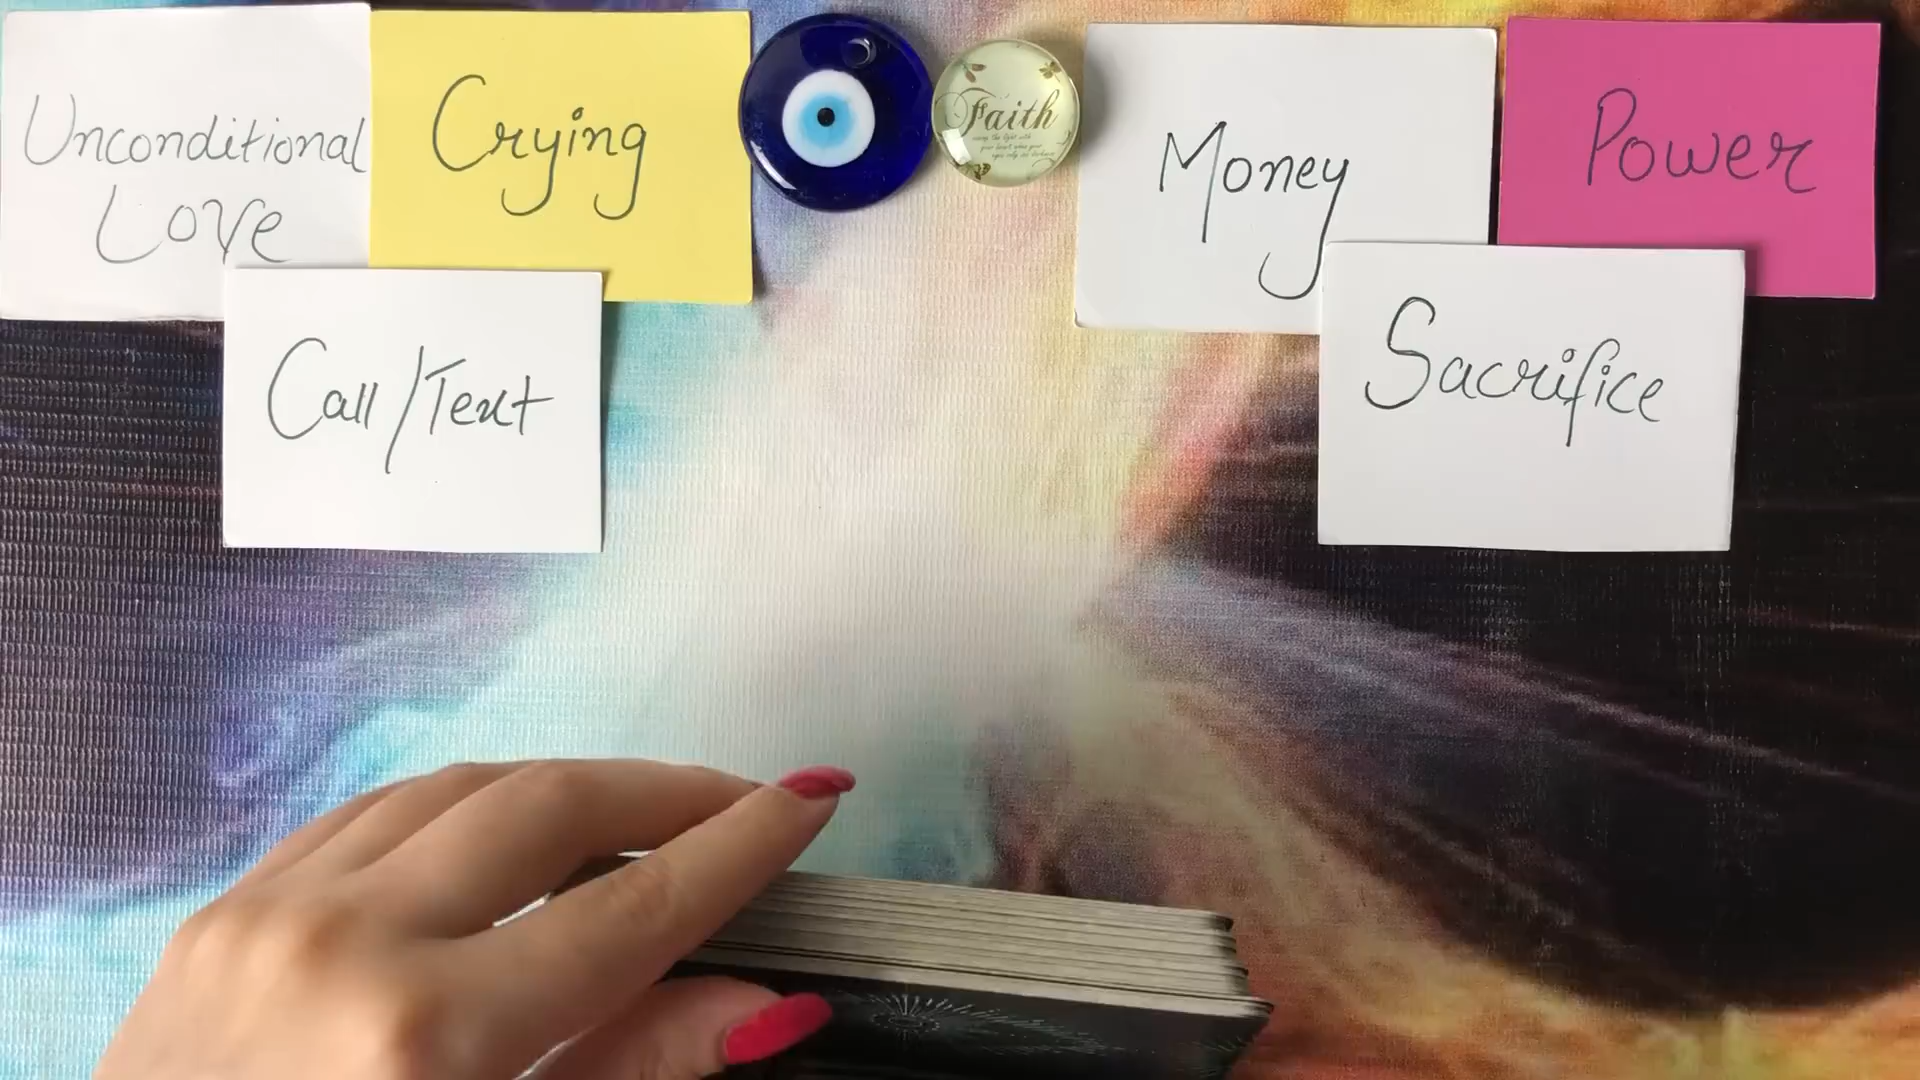 Unconditional
Love
Crying
Call/Text
Faith
Money
Power
Sacrifice